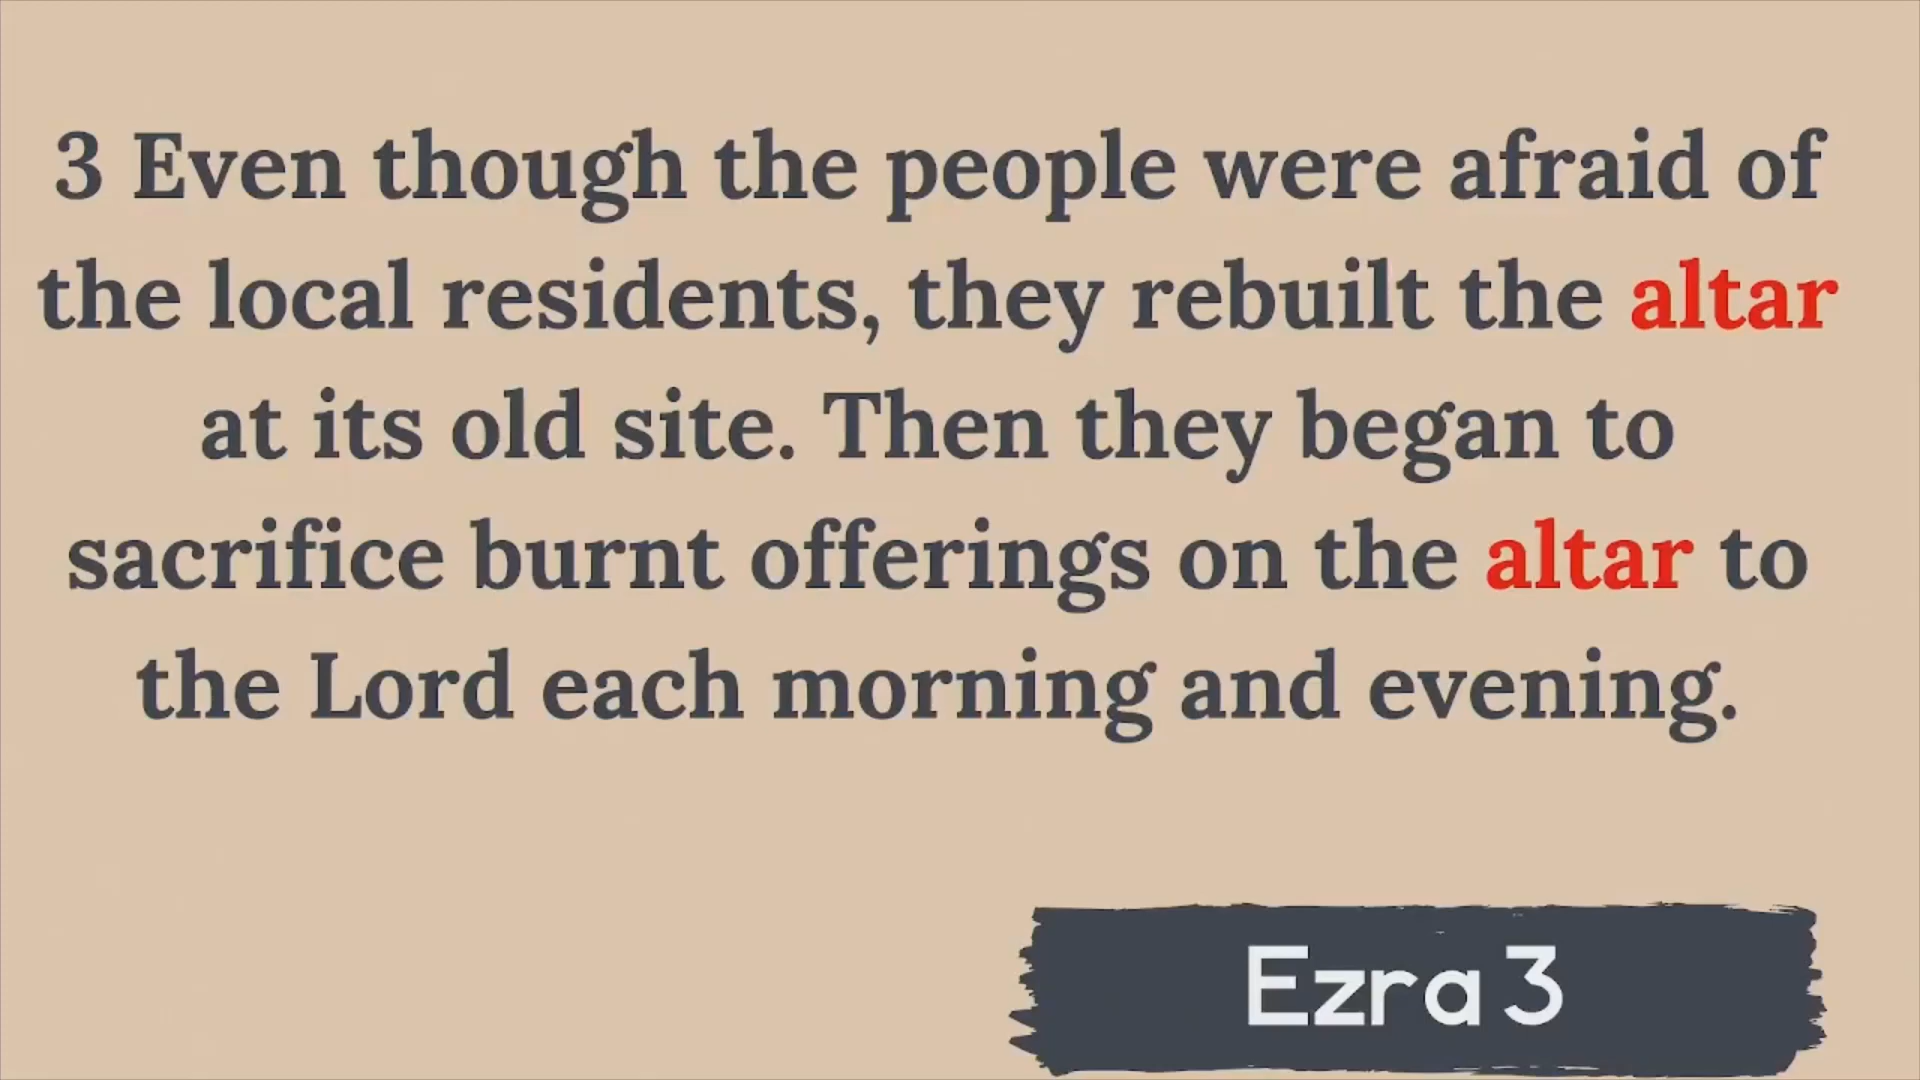 3 Even though the people were afraid of
the local residents, they rebuilt the altar
at its old site. Then they began to
sacrifice burnt offerings on the altar to
the Lord each morning and evening.
Ezra 3